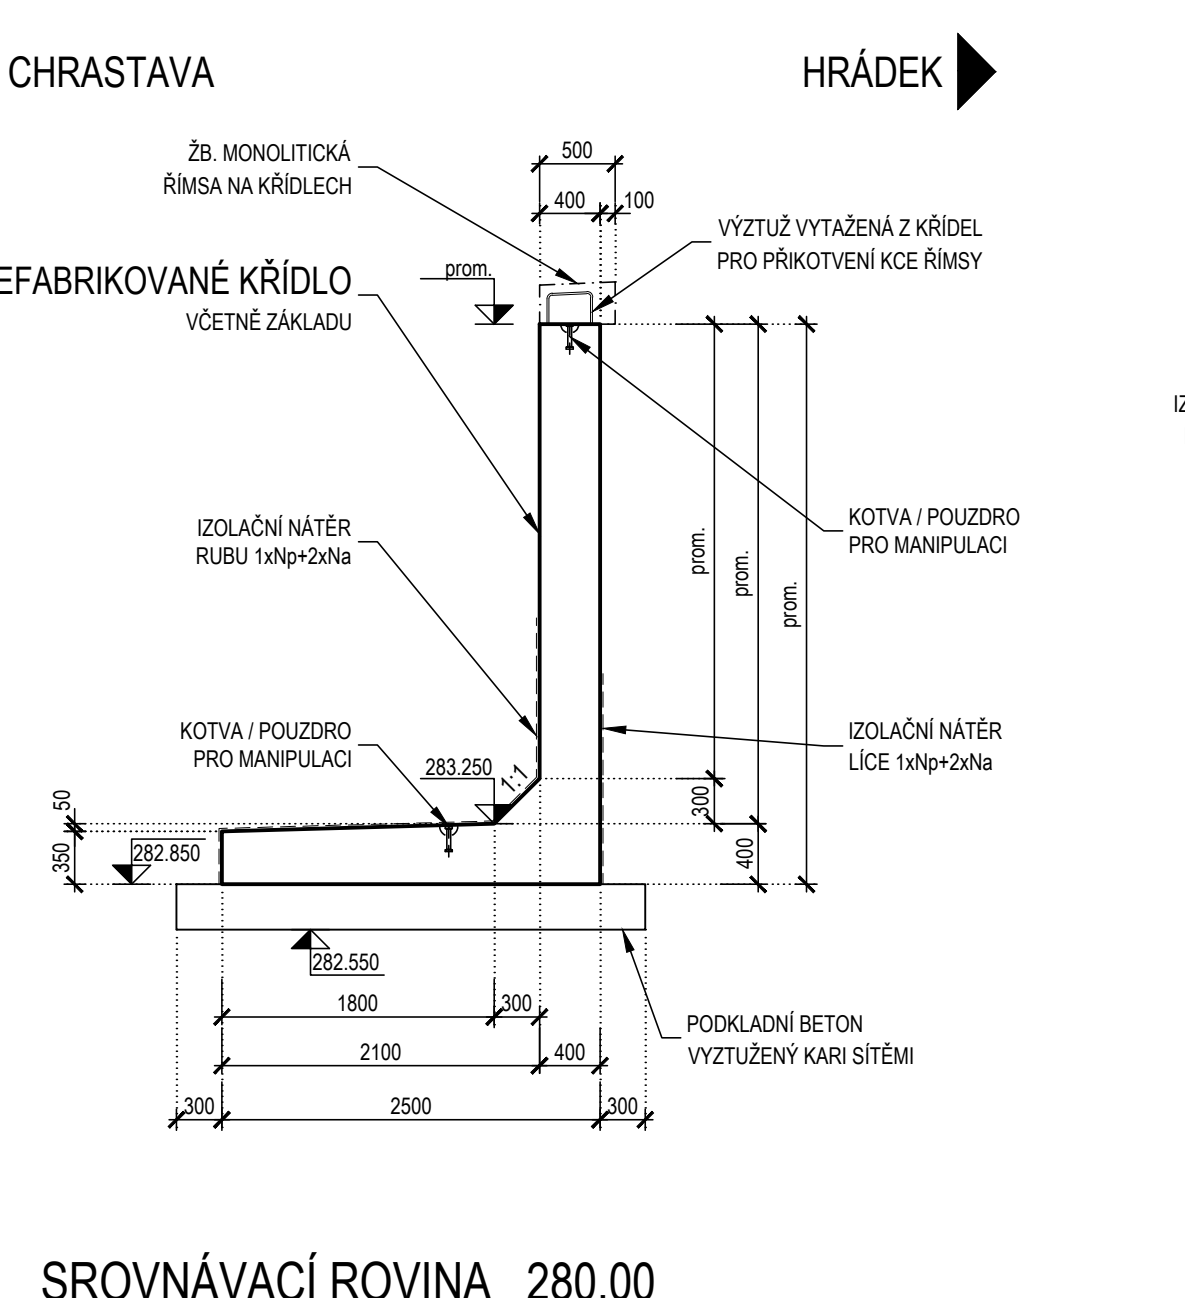 CHRASTAVA
HRÁDEK
ŽB. MONOLITICKÁ
ŘÍMSA NA KŘÍDLECH
500
400
100
VÝZTUŽ VYTAŽENÁ Z KŘÍDEL
PRO PŘIKOTVENÍ KCE ŘÍMSY
EFABRIKOVANÉ KŘÍDLO
VČETNĚ ZÁKLADU
prom.
IZ
IZOLAČNÍ NÁTĚR
RUBU 1xNp+2xNa
KOTVA / POUZDRO
PRO MANIPULACI
prom.
prom.
prom.
KOTVA / POUZDRO
PRO MANIPULACI
IZOLAČNÍ NÁTĚR
LÍCE 1xNp+2xNa
283.250
1:1
300
50
350
282.850
400
282.550
1800
300
PODKLADNÍ BETON
VYZTUŽENÝ KARI SÍTĚMI
2100
400
300
2500
300
SROVNÁVACÍ ROVINA 280.00